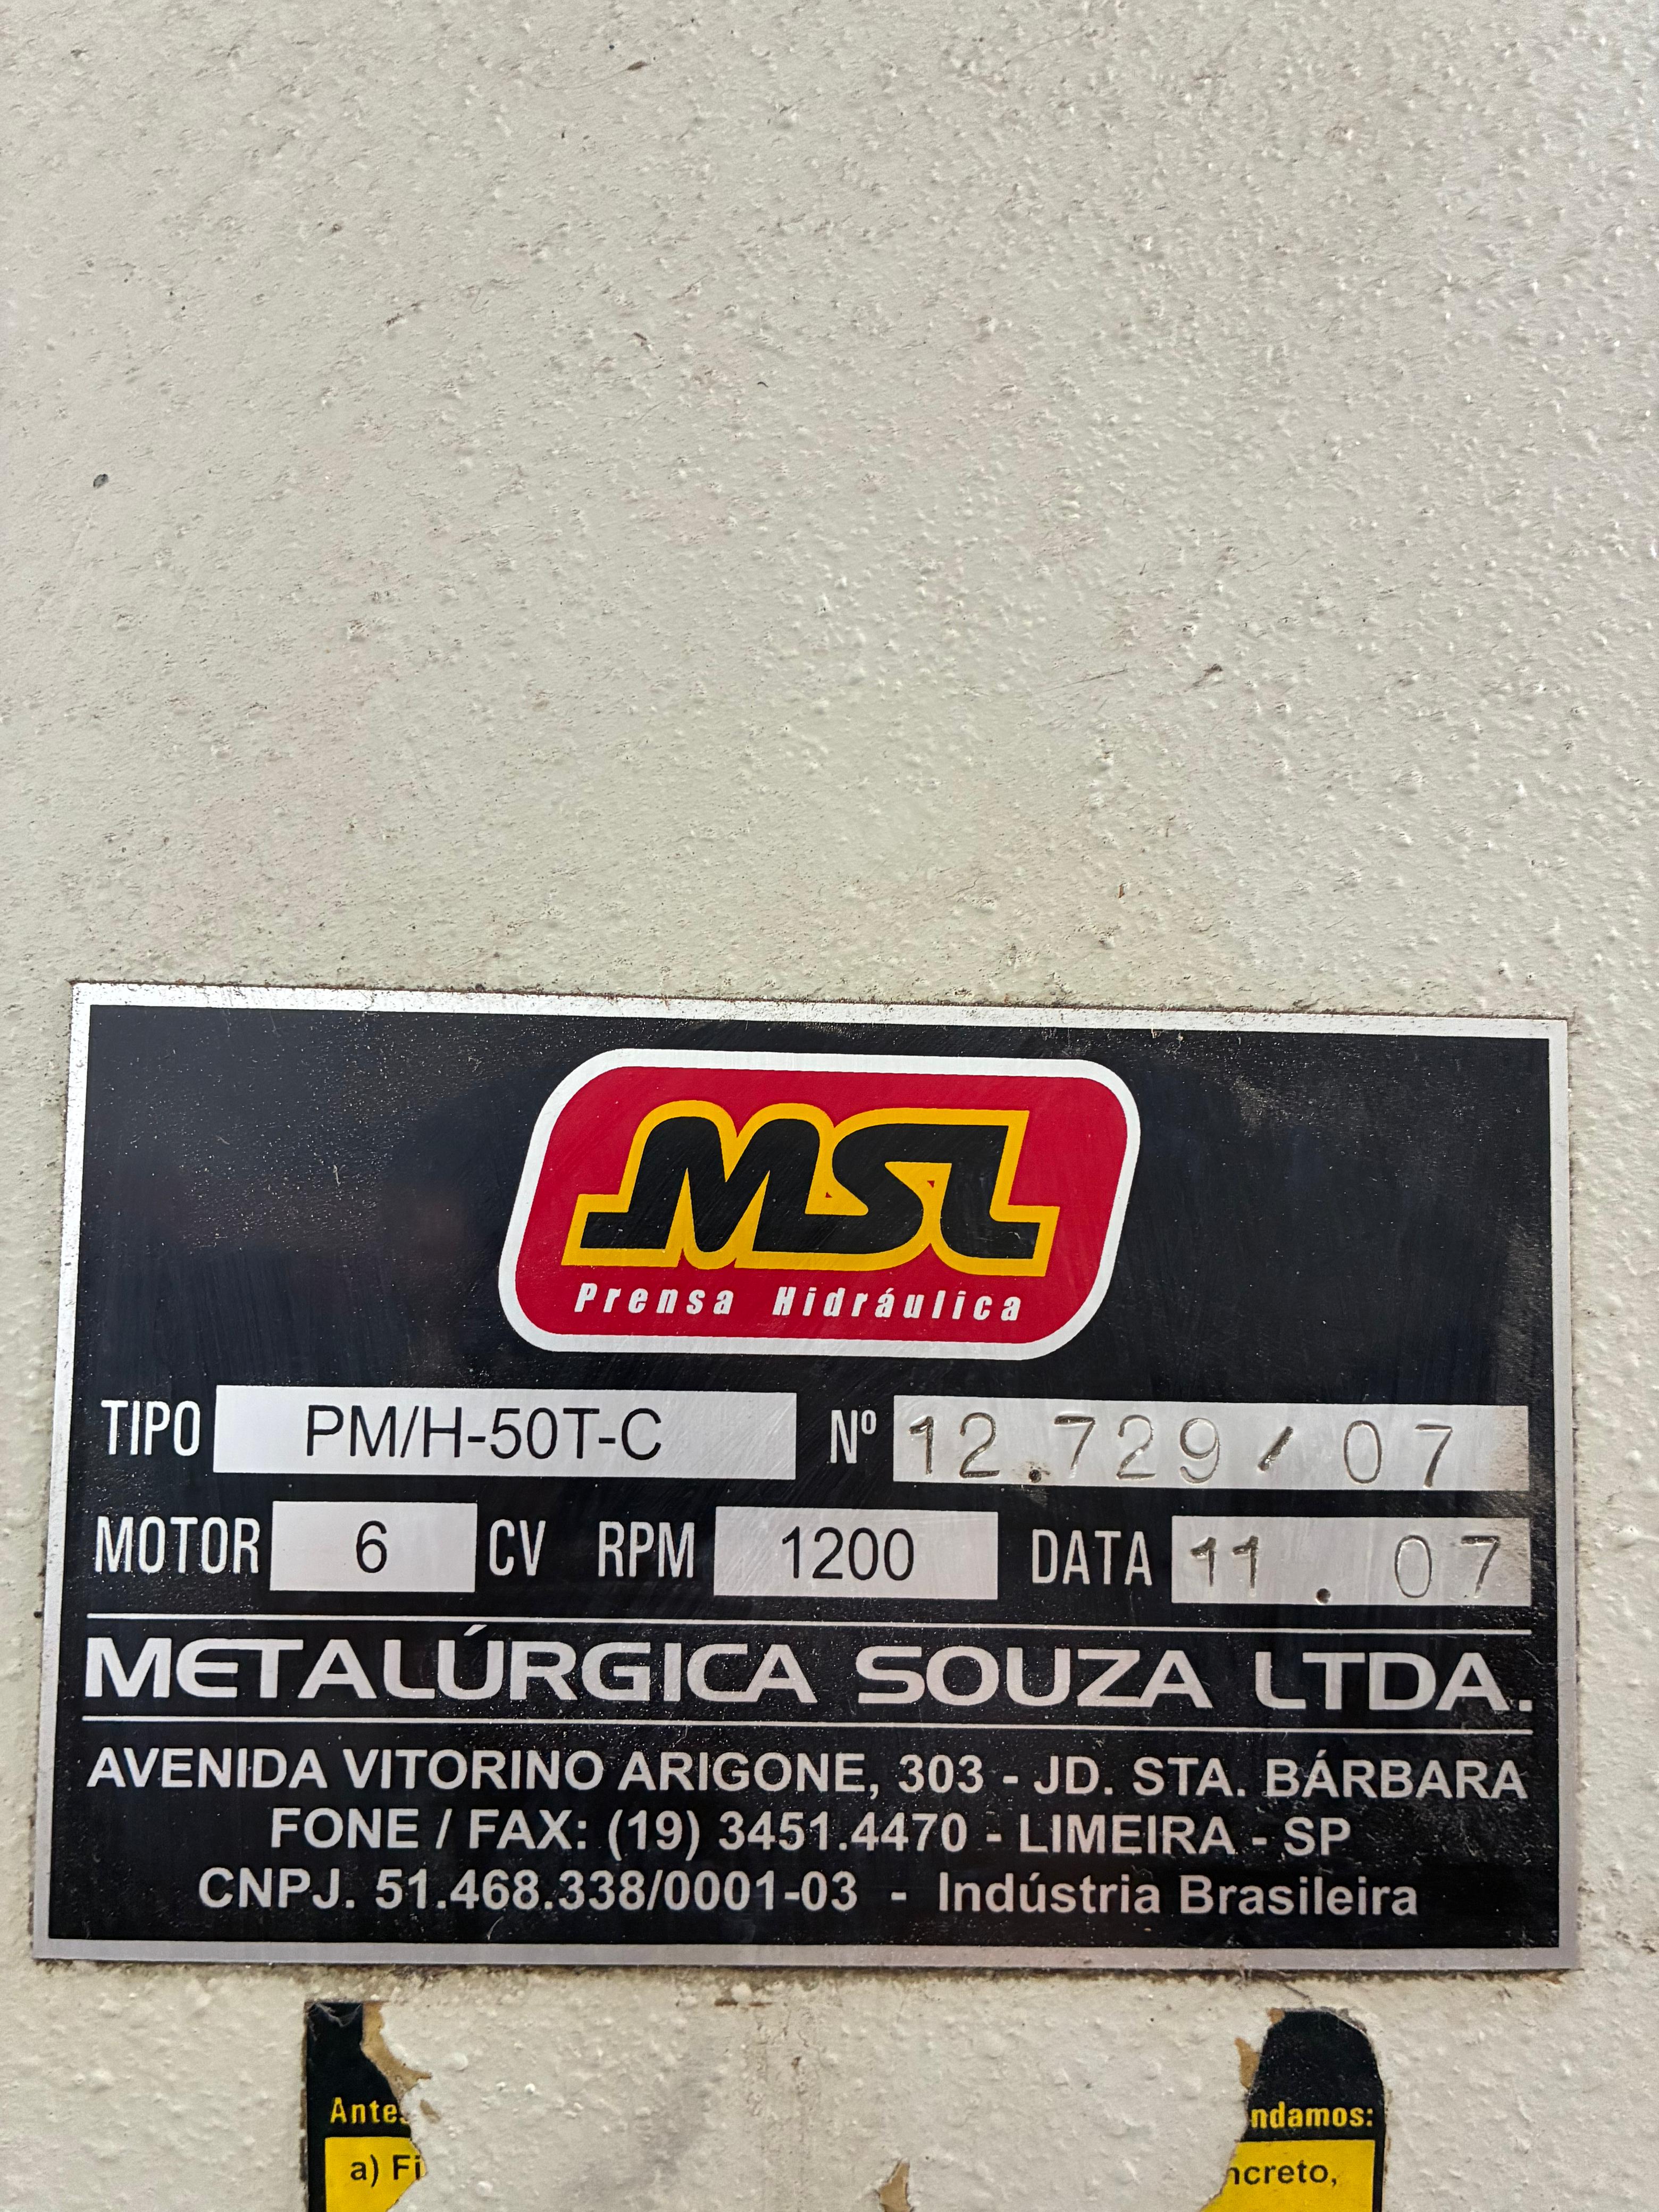 MSL
Prensa Hidráulica
TIPO PM/H-50T-C Nº 12.729/07
MOTOR 6 CV RPM 1200 DATA 11.07
METALÚRGICA SOUZA LTDA.
AVENIDA VITORINO ARIGONE, 303 - JD. STA. BÁRBARA
FONE / FAX: (19) 3451.4470 - LIMEIRA - SP
CNPJ. 51.468.338/0001-03 - Indústria Brasileira
a)